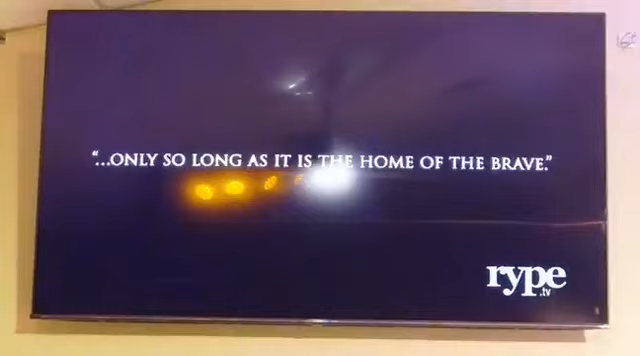 “...ONLY SO LONG AS IT IS THE HOME OF THE BRAVE.”
rype
.tv